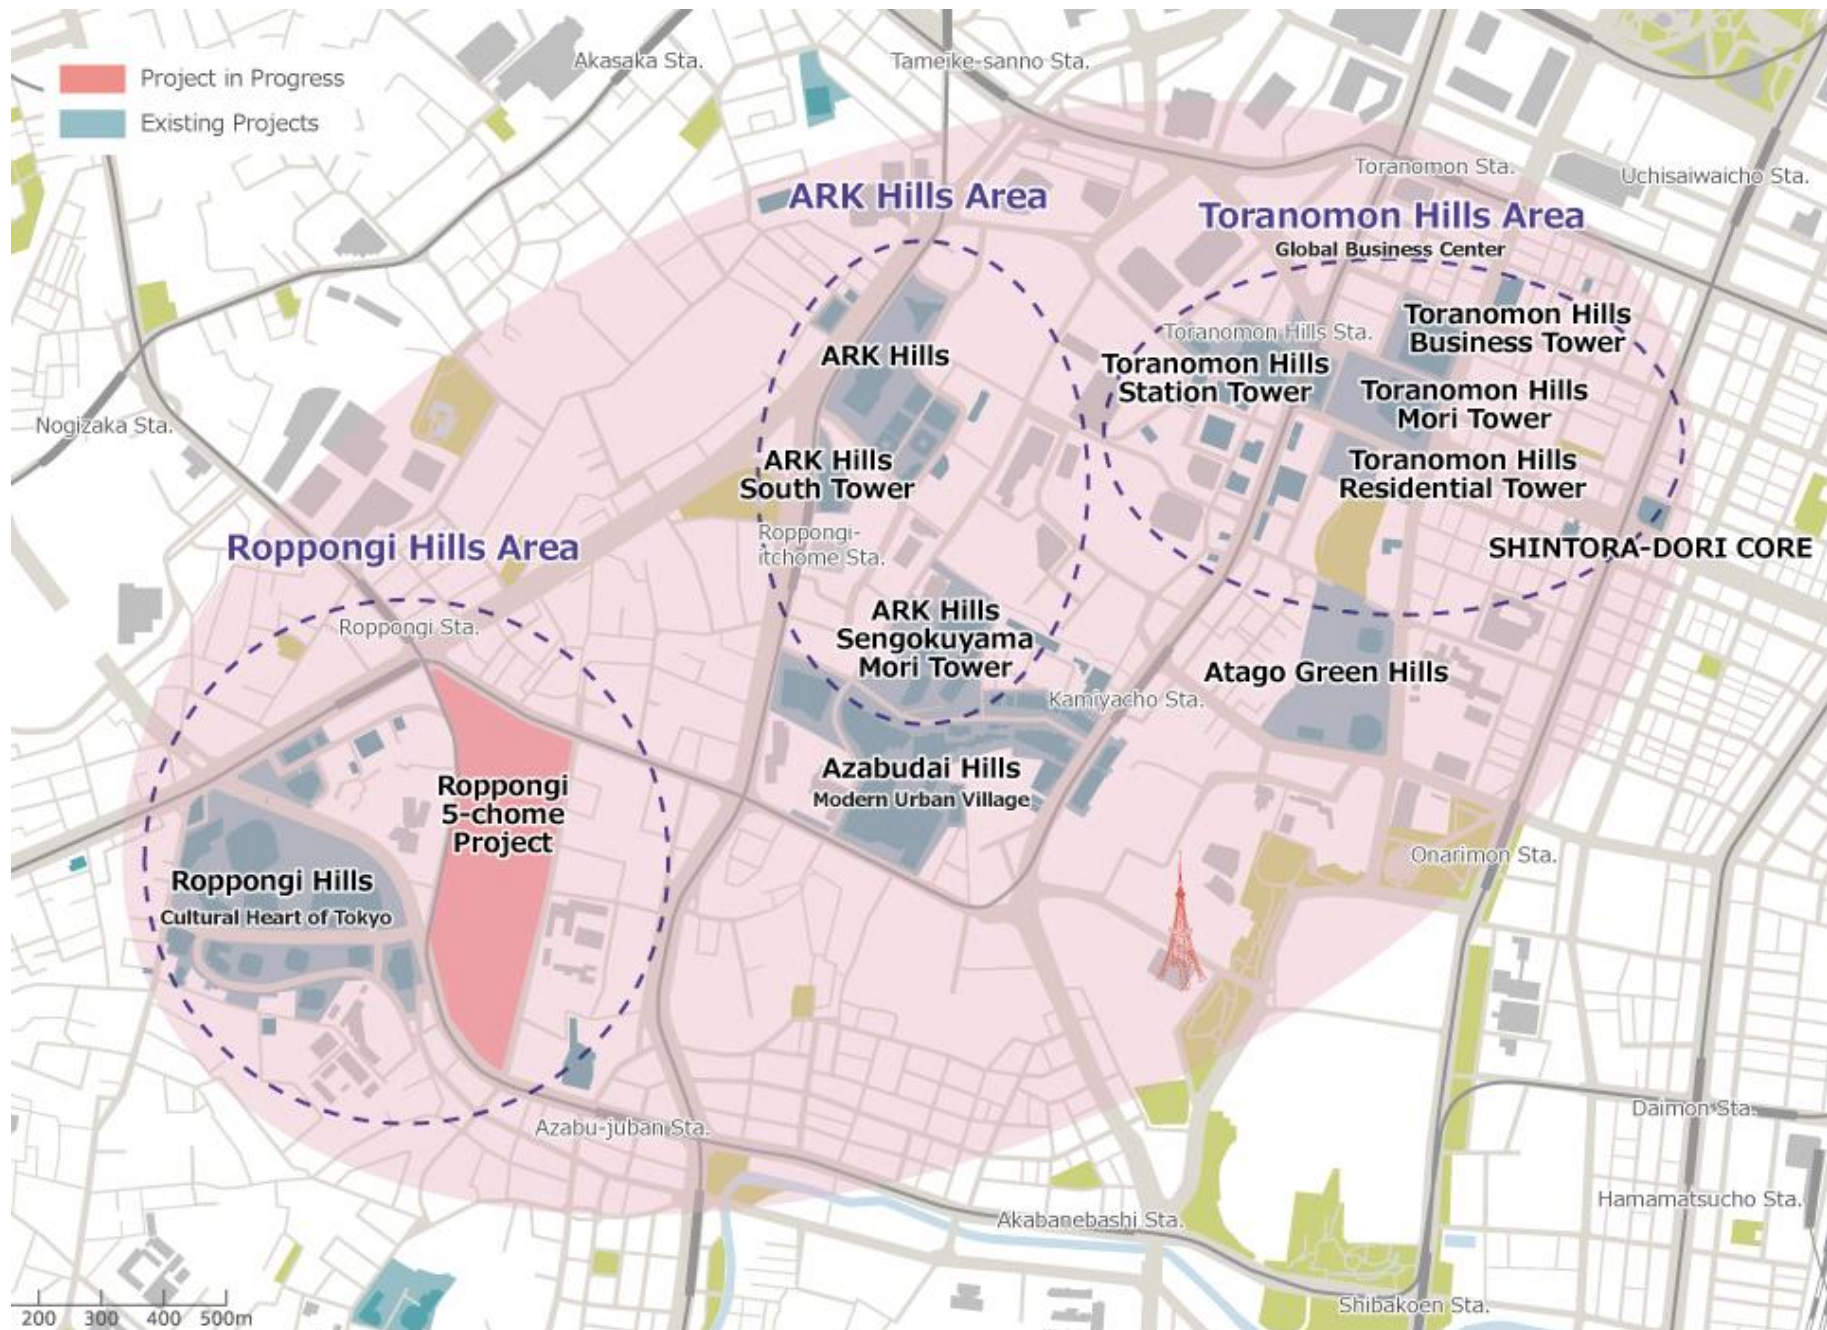 Project in Progress
Existing Projects
Akasaka Sta.
Tameike-sanno Sta.
Toranomon Sta.
Uchisaiwaicho Sta.
ARK Hills Area
Toranomon Hills Area
Global Business Center
Toranomon Hills
Business Tower
Toranomon Hills Sta.
ARK Hills
Toranomon Hills
Station Tower
Toranomon Hills
Mori Tower
Nogizaka Sta.
ARK Hills
South Tower
Toranomon Hills
Residential Tower
Roppongi-
itchome Sta.
Roppongi Hills Area
SHINTORA-DORI CORE
Roppongi Sta.
ARK Hills
Sengokuyama
Mori Tower
Atago Green Hills
Kamiyacho Sta.
Azabudai Hills
Modern Urban Village
Roppongi
5-chome
Project
Onarimon Sta.
Roppongi Hills
Cultural Heart of Tokyo
Azabu-juban Sta.
Daimon Sta.
Hamamatsucho Sta.
Akabanebashi Sta.
Shibakoen Sta.
200 300 400 500m